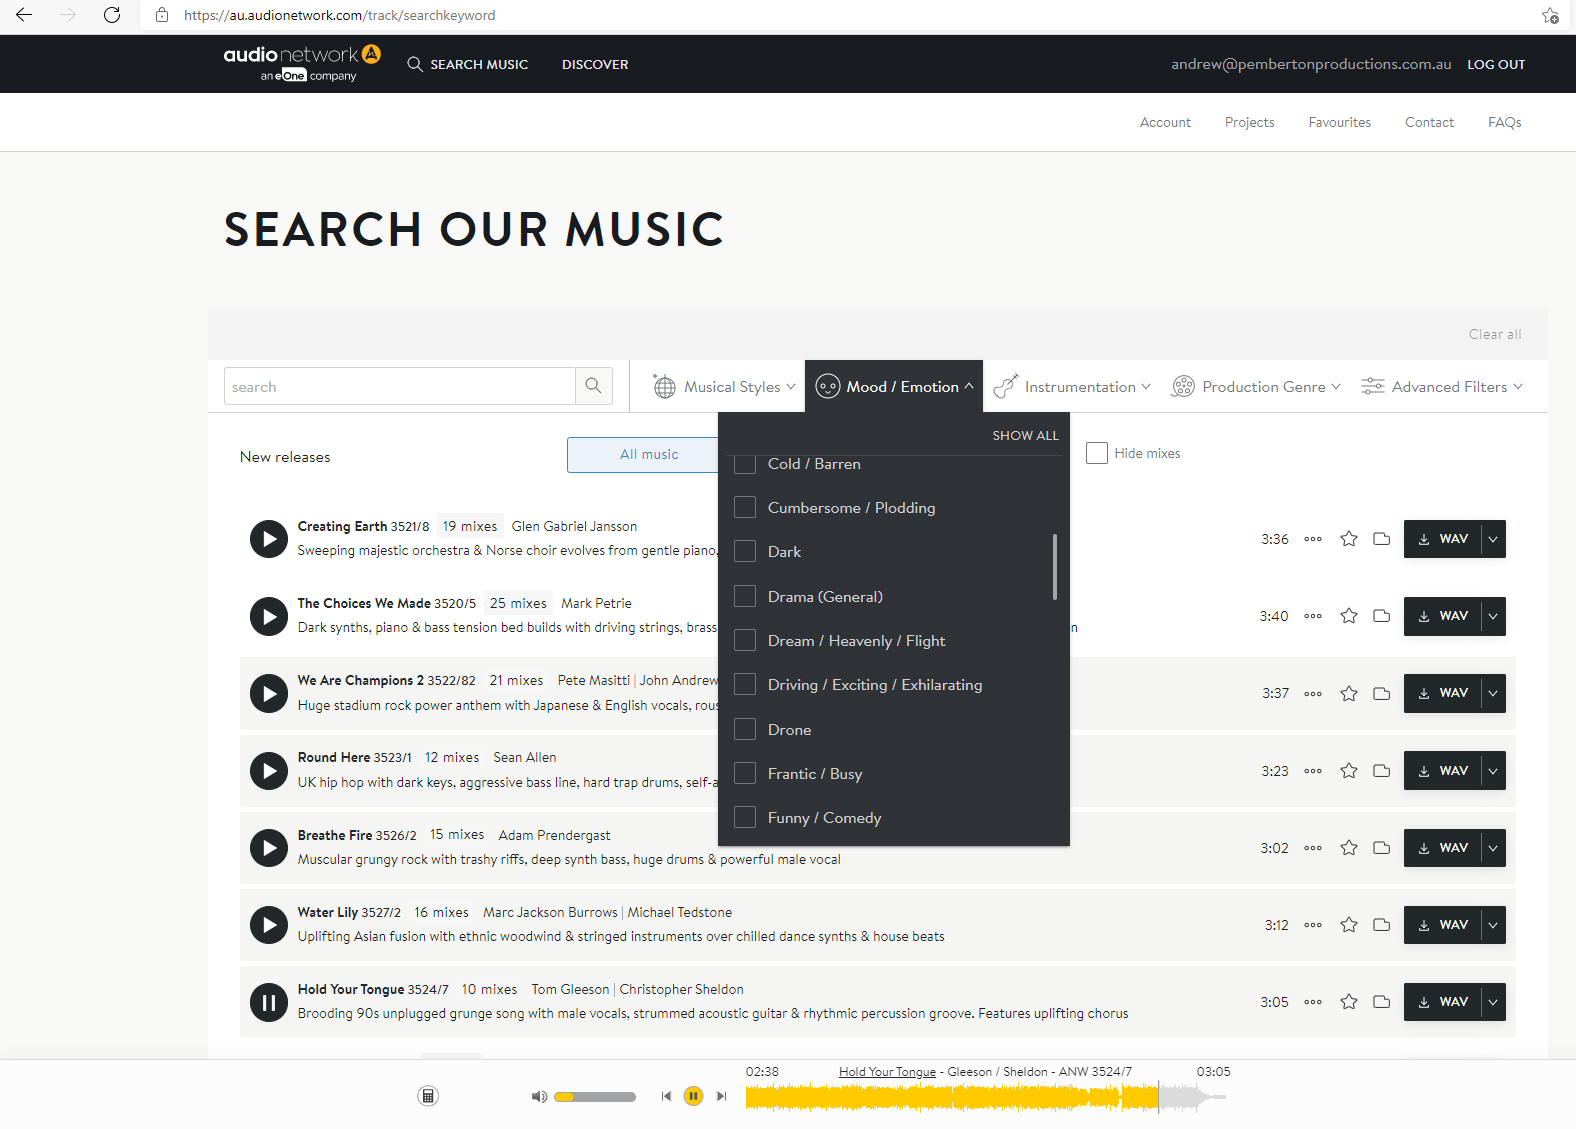 https://au.audionetwork.com/track/searchkeyword
audionetwork
an eOne company
SEARCH MUSIC
DISCOVER
andrew@pembertonproductions.com.au
LOG OUT
Account
Projects
Favourites
Contact
FAQs
SEARCH OUR MUSIC
Clear all
search
Musical Styles
Mood / Emotion
Instrumentation
Production Genre
Advanced Filters
SHOW ALL
Cold / Barren
Cumbersome / Plodding
Dark
Drama (General)
Dream / Heavenly / Flight
Driving / Exciting / Exhilarating
Drone
Frantic / Busy
Funny / Comedy
New releases
All music
Hide mixes
Creating Earth 3521/8 19 mixes Glen Gabriel Jansson
Sweeping majestic orchestra & Norse choir evolves from gentle piano,
3:36 WAV
The Choices We Made 3520/5 25 mixes Mark Petrie
Dark synths, piano & bass tension bed builds with driving strings, brass n
3:40 WAV
We Are Champions 2 3522/82 21 mixes Pete Masitti | John Andrew
Huge stadium rock power anthem with Japanese & English vocals, rous
3:37 WAV
Round Here 3523/1 12 mixes Sean Allen
UK hip hop with dark keys, aggressive bass line, hard trap drums, self-a
3:23 WAV
Breathe Fire 3526/2 15 mixes Adam Prendergast
Muscular grungy rock with trashy riffs, deep synth bass, huge drums & powerful male vocal
3:02 WAV
Water Lily 3527/2 16 mixes Marc Jackson Burrows | Michael Tedstone
Uplifting Asian fusion with ethnic woodwind & stringed instruments over chilled dance synths & house beats
3:12 WAV
Hold Your Tongue 3524/7 10 mixes Tom Gleeson | Christopher Sheldon
Brooding 90s unplugged grunge song with male vocals, strummed acoustic guitar & rhythmic percussion groove. Features uplifting chorus
3:05 WAV
02:38 Hold Your Tongue - Gleeson / Sheldon - ANW 3524/7 03:05